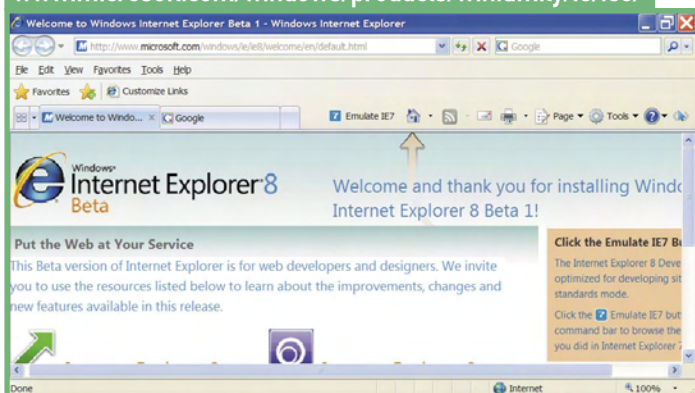 Welcome to Windows Internet Explorer Beta 1 - Windows Internet Explorer
http://www.microsoft.com/windows/ie/ie8/welcome/en/default.html
Google
File Edit View Favorites Tools Help
Favorites Customize Links
Welcome to Windo... Google Emulate IE7 Page Tools
Windows
Internet Explorer 8
Beta
Welcome and thank you for installing Windo
Internet Explorer 8 Beta 1!
Put the Web at Your Service
This Beta version of Internet Explorer is for web developers and designers. We invite
you to use the resources listed below to learn about the improvements, changes and
new features available in this release.
Click the Emulate IE7 Bu
The Internet Explorer 8 Deve
optimized for developing sit
standards mode.
Click the Emulate IE7 but
command bar to browse the
you did in Internet Explorer 7
Done
Internet
100%